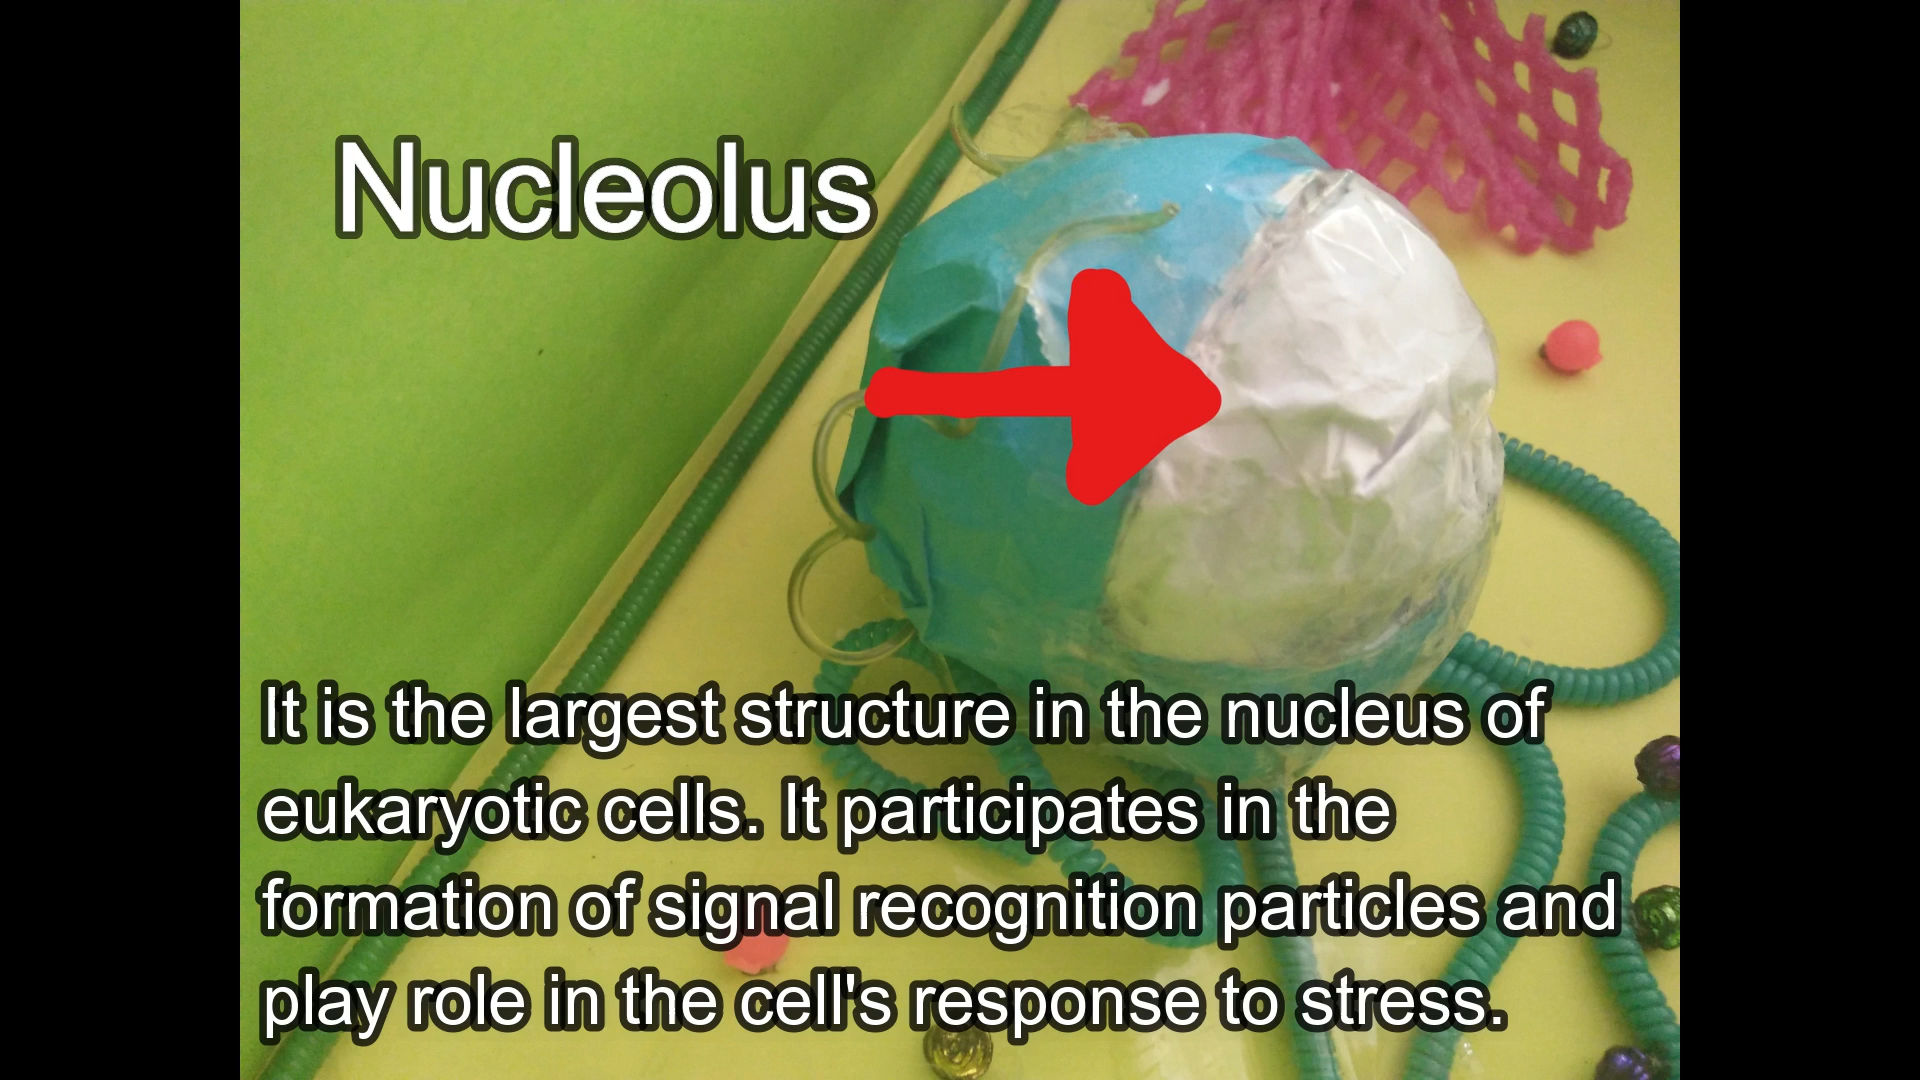 Nucleolus
It is the largest structure in the nucleus of
eukaryotic cells. It participates in the
formation of signal recognition particles and
play role in the cell's response to stress.